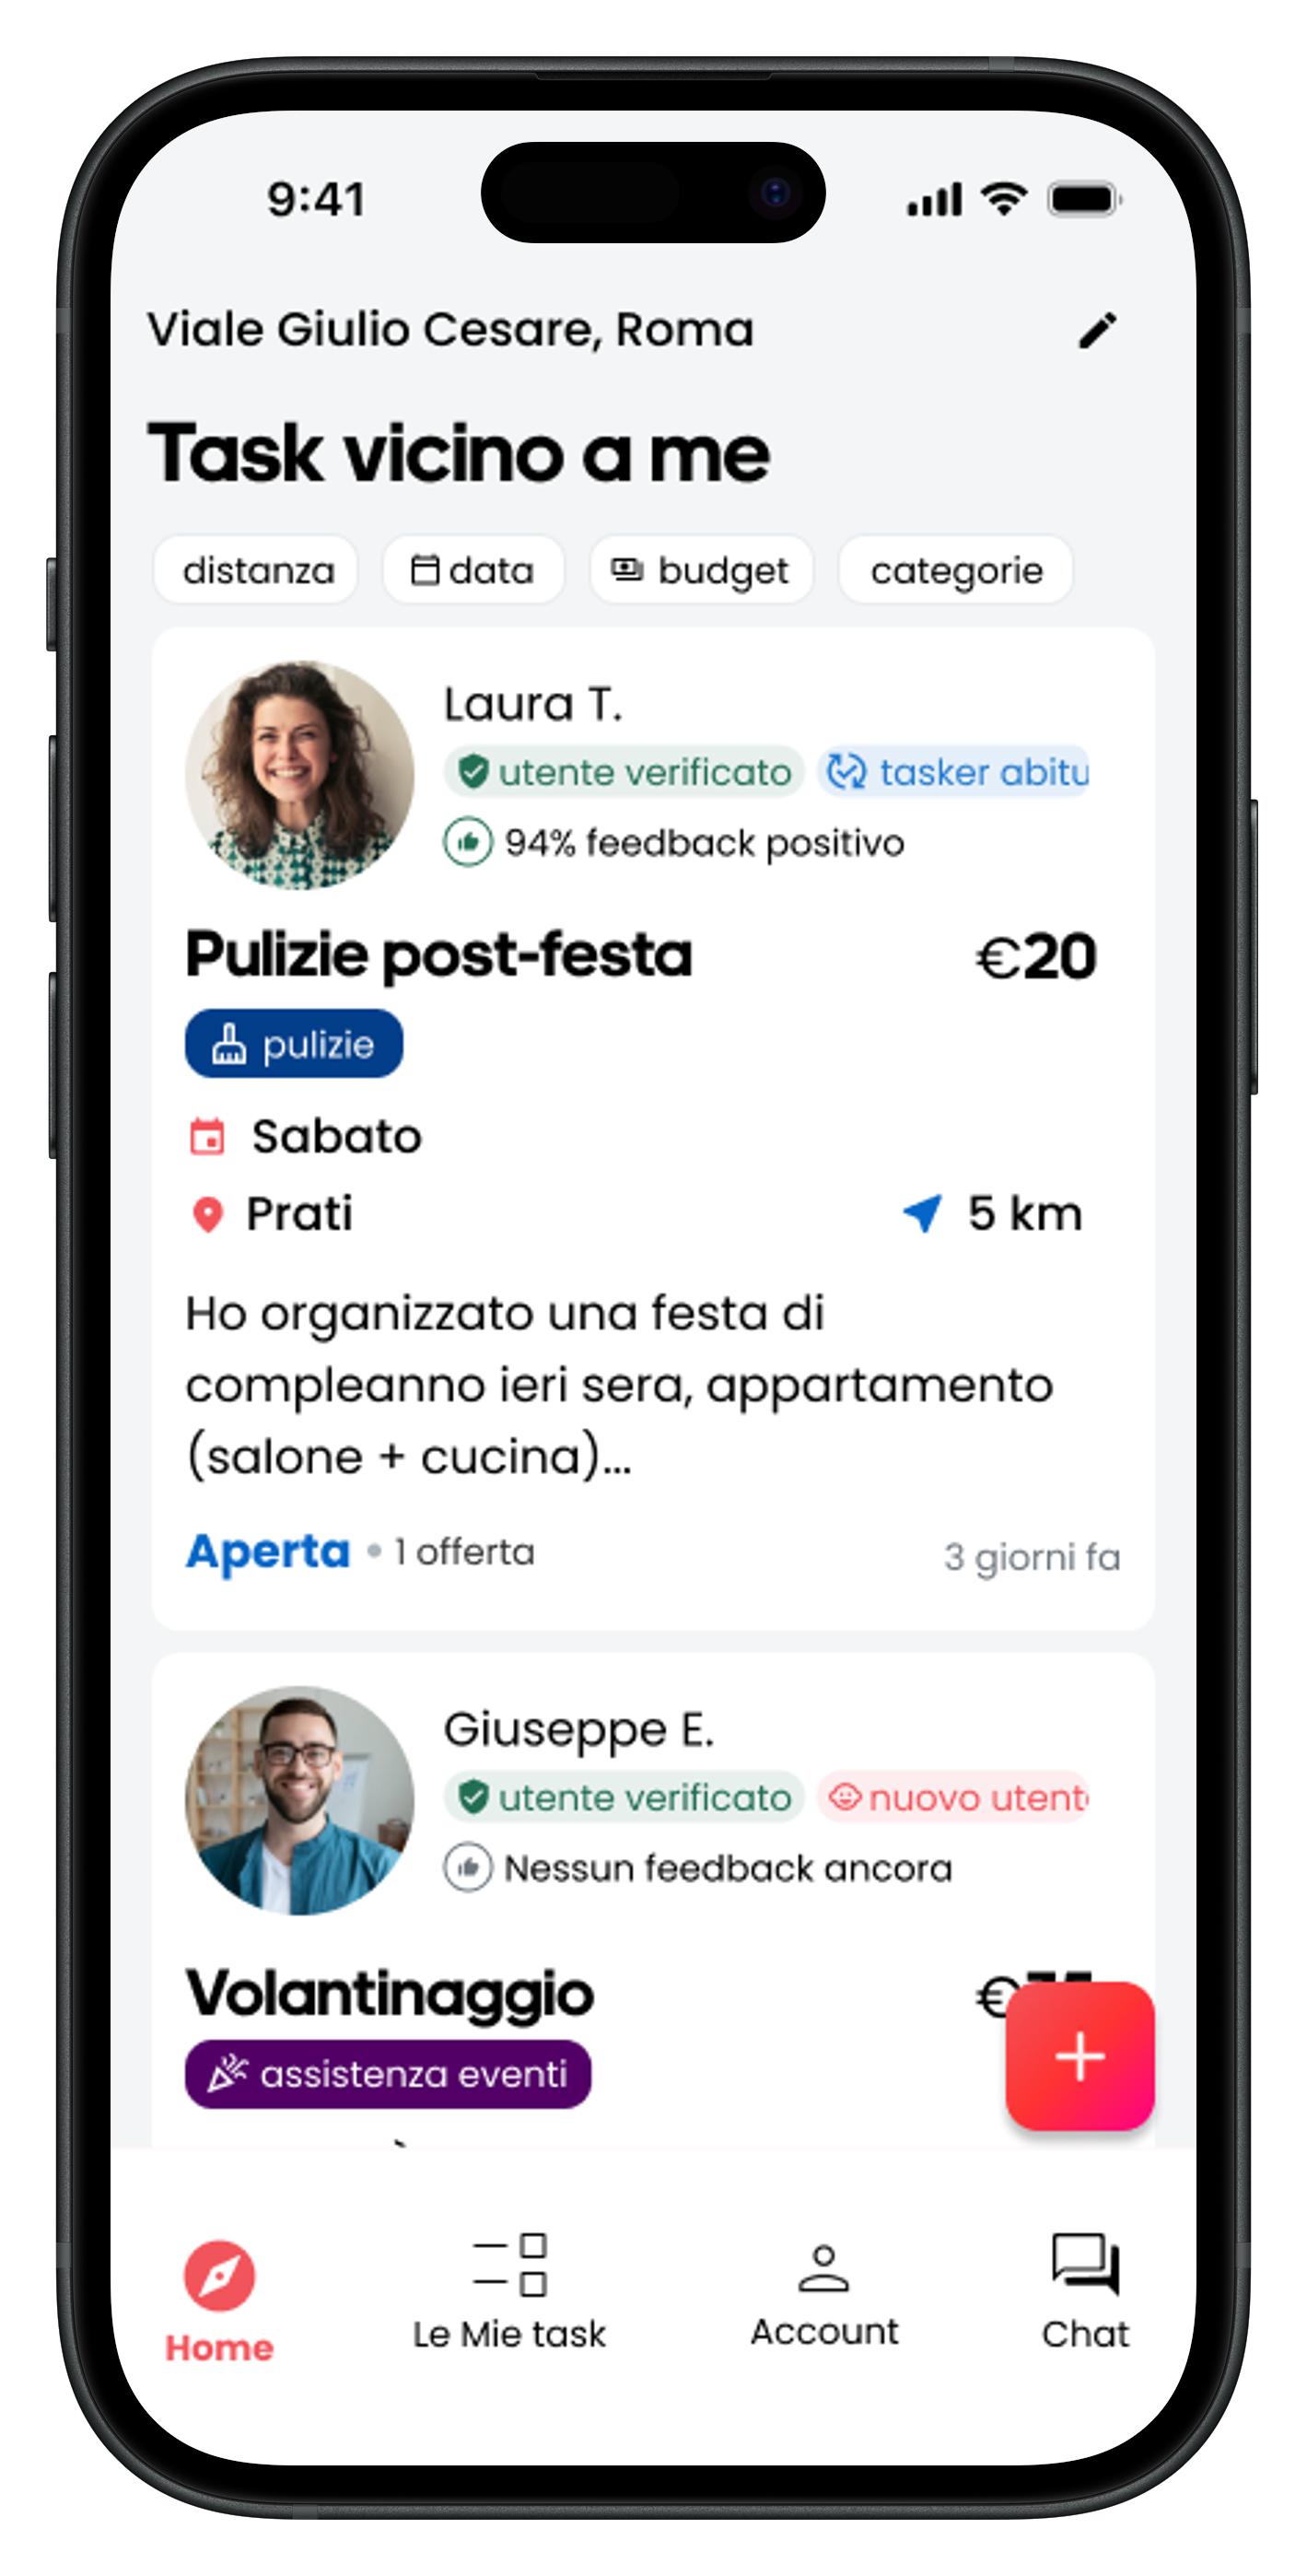 9:41
Viale Giulio Cesare, Roma
Task vicino a me
distanza data budget categorie
Laura T.
utente verificato tasker abitu
94% feedback positivo
Pulizie post-festa €20
pulizie
Sabato
Prati 5 km
Ho organizzato una festa di
compleanno ieri sera, appartamento
(salone + cucina)...
Aperta • 1 offerta 3 giorni fa
Giuseppe E.
utente verificato nuovo utent
Nessun feedback ancora
Volantinaggio €
assistenza eventi
Home Le Mie task Account Chat